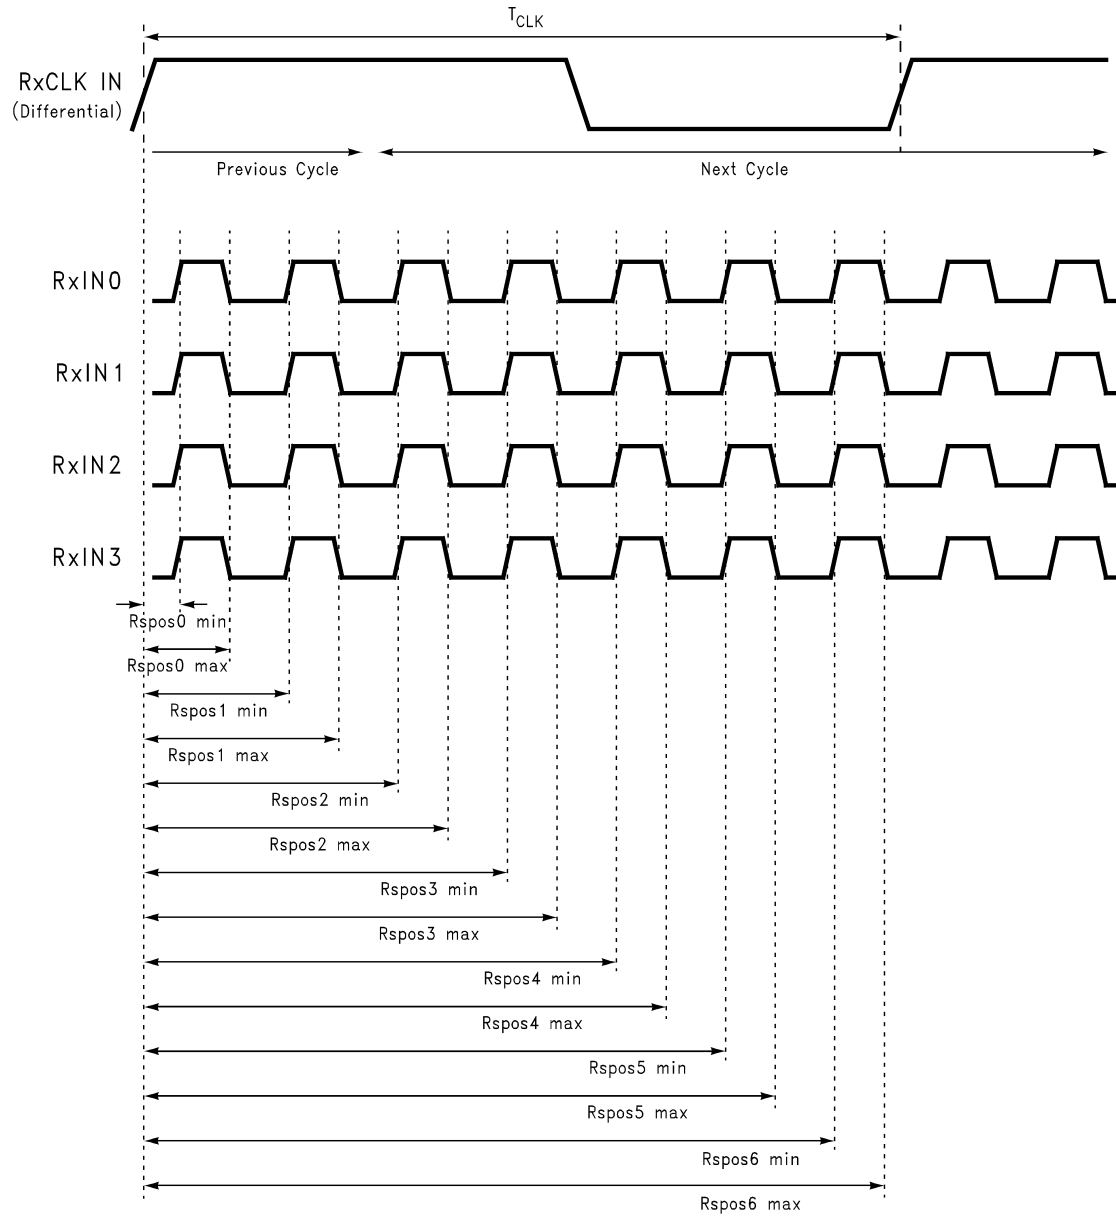 TCLK
RxCLK IN
(Differential)
Previous Cycle
Next Cycle
RxIN0
RxIN1
RxIN2
RxIN3
Rspos0 min
Rspos0 max
Rspos1 min
Rspos1 max
Rspos2 min
Rspos2 max
Rspos3 min
Rspos3 max
Rspos4 min
Rspos4 max
Rspos5 min
Rspos5 max
Rspos6 min
Rspos6 max